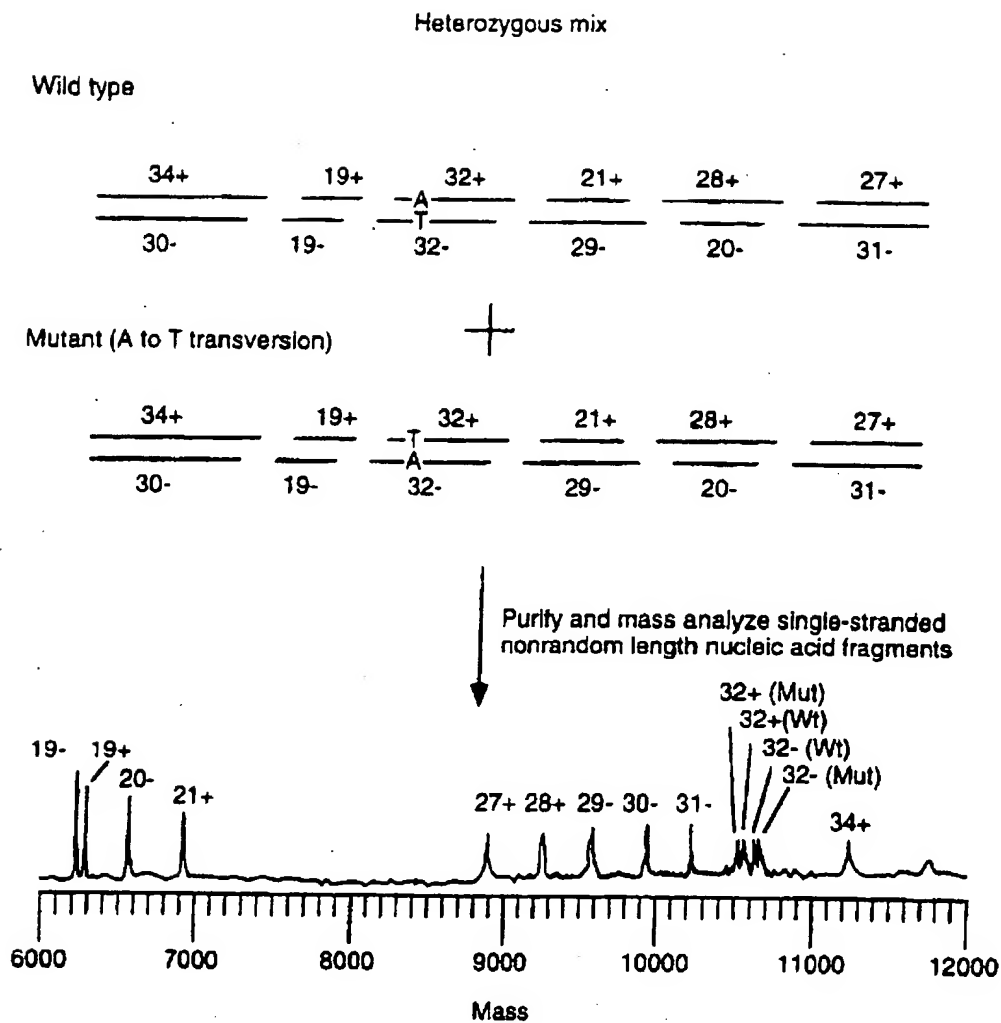 Heterozygous mix
Wild type
34+ 19+ 32+ 21+ 28+ 27+
A
T
30- 19- 32- 29- 20- 31-
Mutant (A to T transversion)
34+ 19+ 32+ 21+ 28+ 27+
T
A
30- 19- 32- 29- 20- 31-
Purify and mass analyze single-stranded
nonrandom length nucleic acid fragments
32+ (Mut)
32+(Wt)
32- (Wt)
32- (Mut)
19- 19+
20-
21+
27+ 28+ 29- 30- 31-
34+
6000 7000 8000 9000 10000 11000 12000
Mass